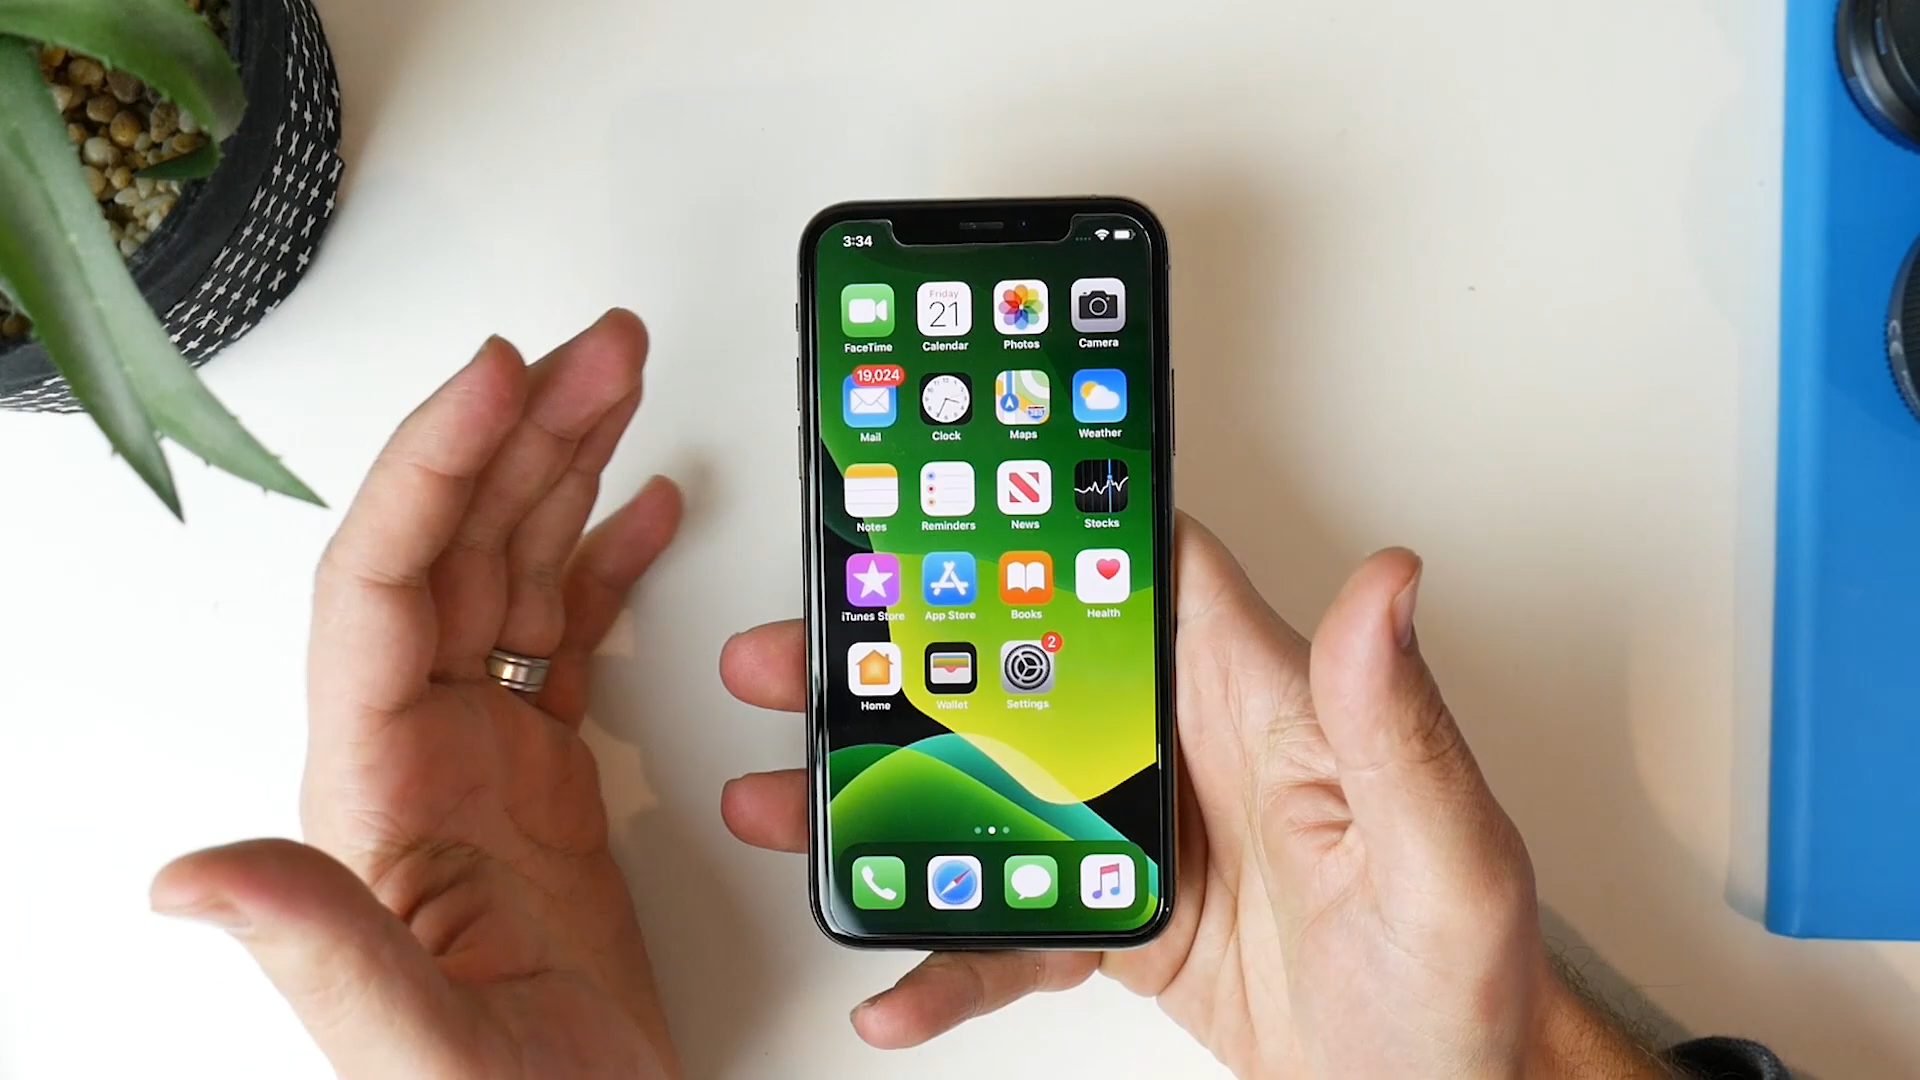 3:34
Friday
21
FaceTime
Calendar
Photos
Camera
19,024
Mail
Clock
Maps
Weather
Notes
Reminders
News
Stocks
iTunes Store
App Store
Books
Health
2
Home
Wallet
Settings